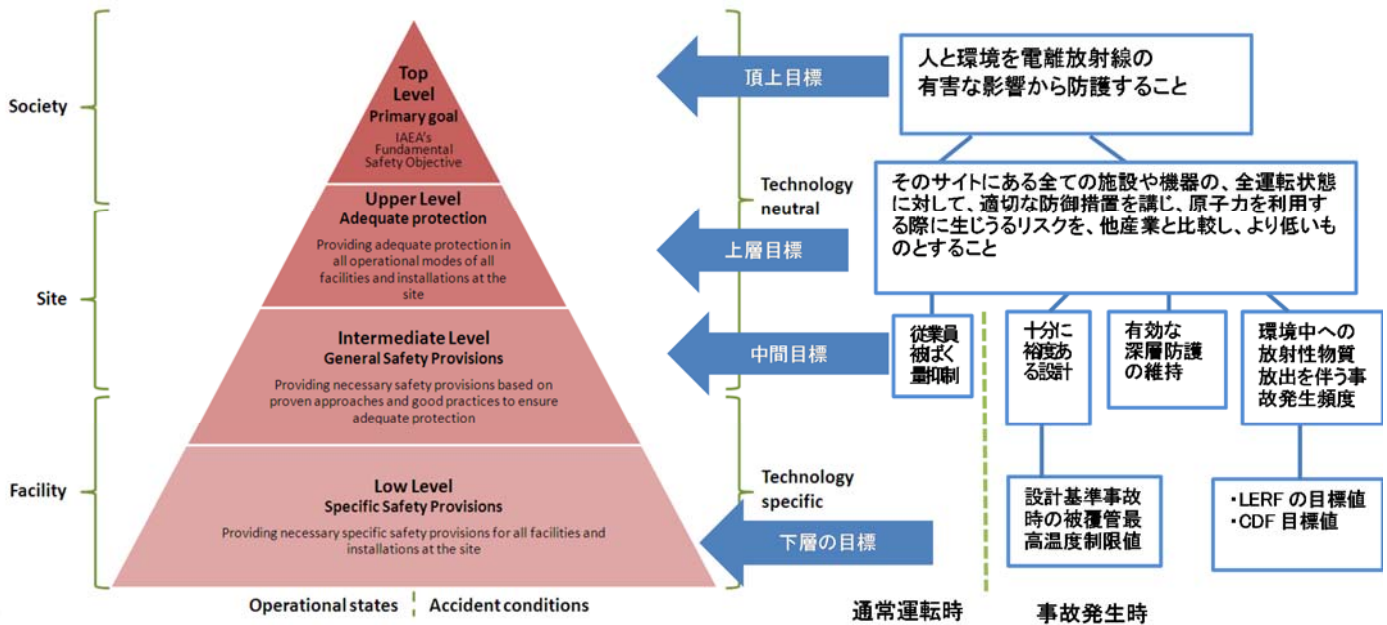 Society
Site
Facility
Top
Level
Primary goal
IAEA's
Fundamental
Safety Objective
Upper Level
Adequate protection
Providing adequate protection in
all operational modes of all
facilities and installations at the
site
Intermediate Level
General Safety Provisions
Providing necessary safety provisions based on
proven approaches and good practices to ensure
adequate protection
Low Level
Specific Safety Provisions
Providing necessary specific safety provisions for all facilities and
installations at the site
Operational states
Accident conditions
Technology
neutral
Technology
specific
頂上目標
上層目標
中間目標
下層の目標
人と環境を電離放射線の
有害な影響から防護すること
そのサイトにある全ての施設や機器の、全運転状態
に対して、適切な防御措置を講じ、原子力を利用す
る際に生じうるリスクを、他産業と比較し、より低いも
のとすること
従業員
被ばく
量抑制
十分に
裕度あ
る設計
有効な
深層防護
の維持
環境中への
放射性物質
放出を伴う事
故発生頻度
設計基準事故
時の被覆管最
高温度制限値
・LERFの目標値
・CDF目標値
通常運転時
事故発生時